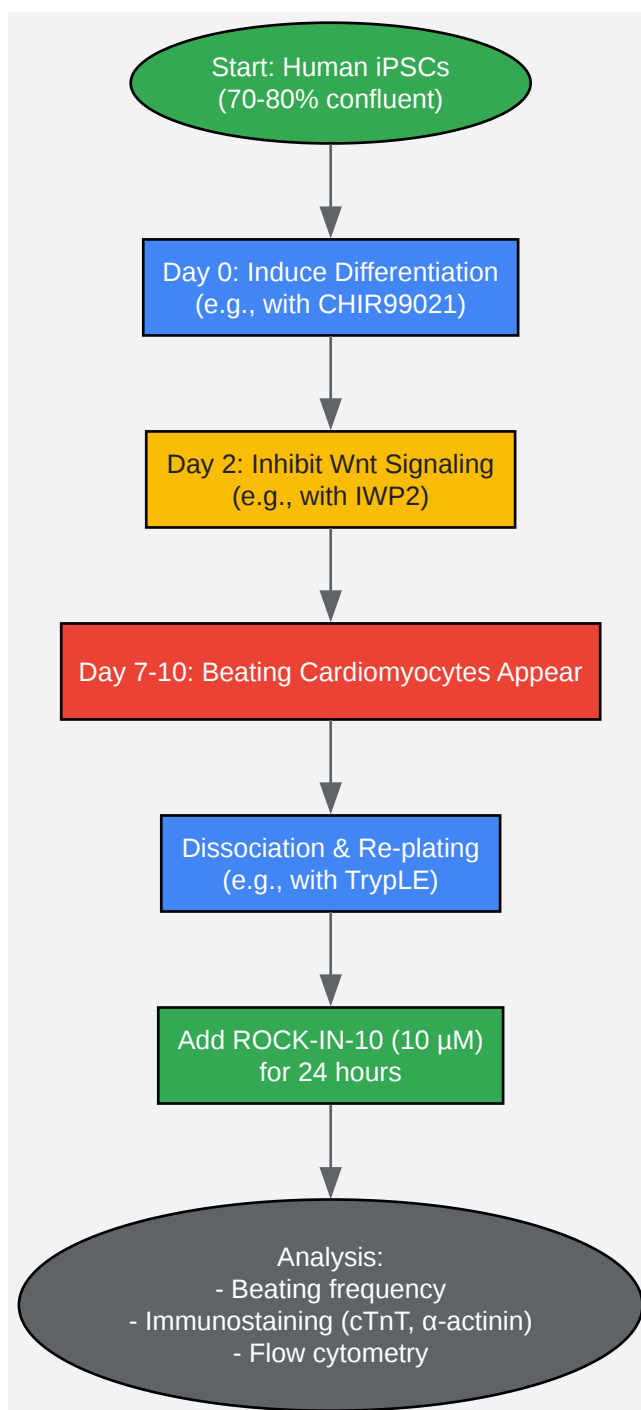 Start: Human iPSCs
(70-80% confluent)
Day 0: Induce Differentiation
(e.g., with CHIR99021)
Day 2: Inhibit Wnt Signaling
(e.g., with IWP2)
Day 7-10: Beating Cardiomyocytes Appear
Dissociation & Re-plating
(e.g., with TrypLE)
Add ROCK-IN-10 (10 µM)
for 24 hours
Analysis:
- Beating frequency
- Immunostaining (cTnT, α-actinin)
- Flow cytometry